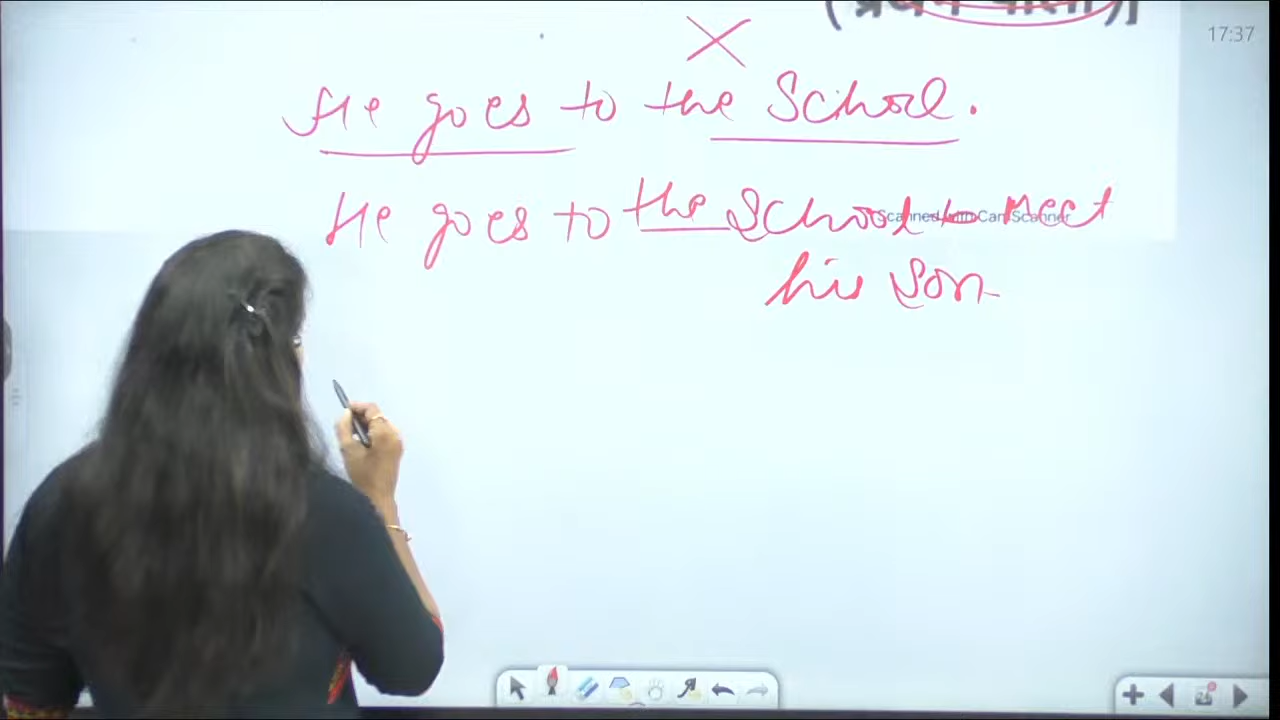 17:37
He goes to the School.
He goes to the School to Meet
Scanned with CamScanner
his son